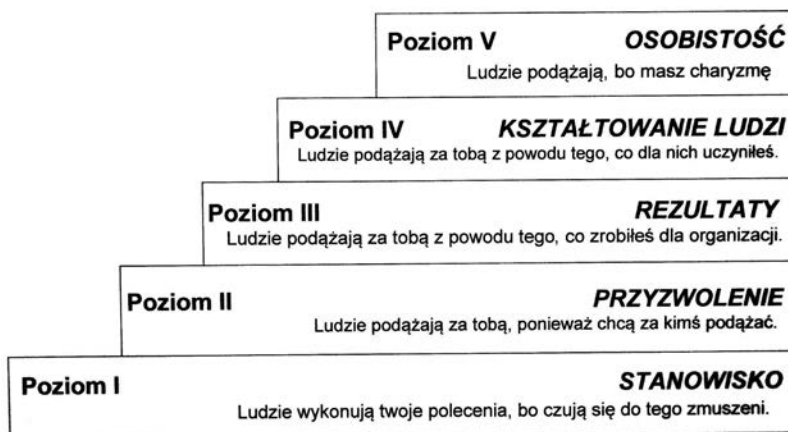 Poziom V OSOBISTOŚĆ
Ludzie podążają, bo masz charyzmę
Poziom IV KSZTAŁTOWANIE LUDZI
Ludzie podążają za tobą z powodu tego, co dla nich uczyniłeś.
Poziom III REZULTATY
Ludzie podążają za tobą z powodu tego, co zrobiłeś dla organizacji.
Poziom II PRZYZWOLENIE
Ludzie podążają za tobą, ponieważ chcą za kimś podążać.
Poziom I STANOWISKO
Ludzie wykonują twoje polecenia, bo czują się do tego zmuszeni.